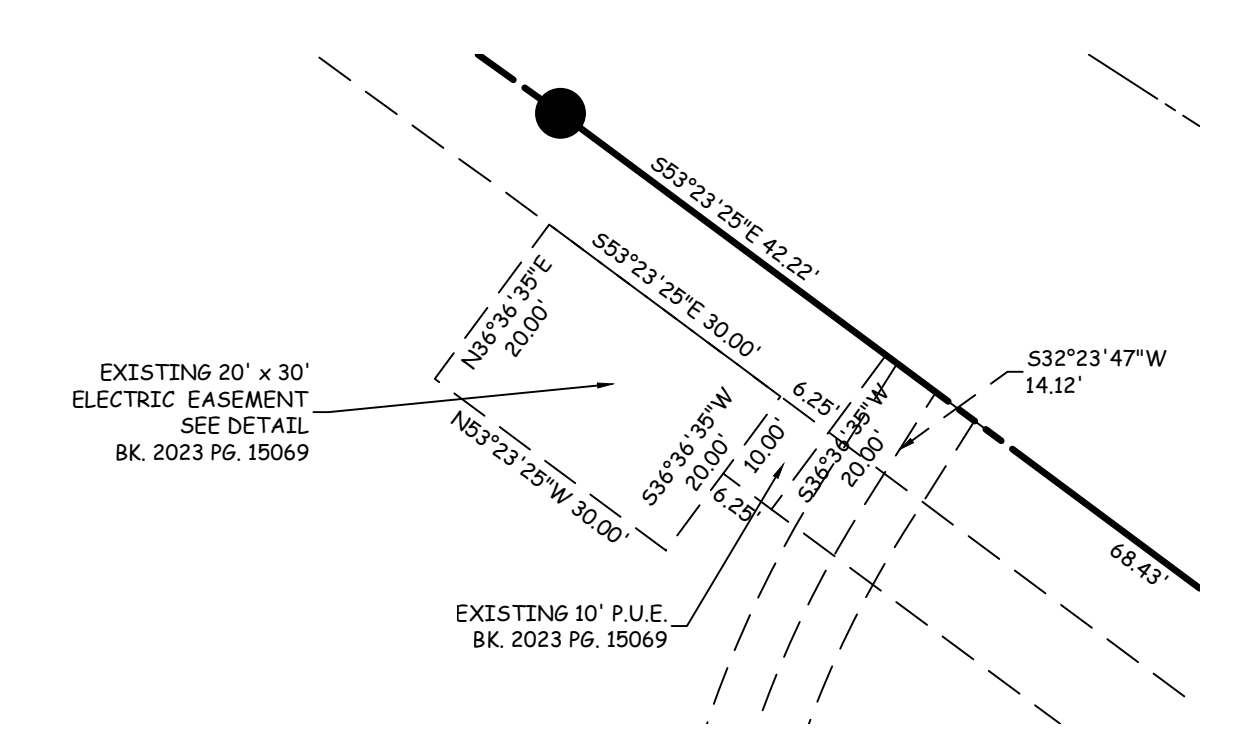 S53°23'25"E 42.22'
S53°23'25"E 30.00'
N36°36'35"E
20.00'
EXISTING 20' x 30'
ELECTRIC EASEMENT
SEE DETAIL
BK. 2023 PG. 15069
N53°23'25"W 30.00'
S36°36'35"W
20.00'
10.00'
6.25'
6.25'
S36°36'35"W
20.00'
S32°23'47"W
14.12'
68.43'
EXISTING 10' P.U.E.
BK. 2023 PG. 15069